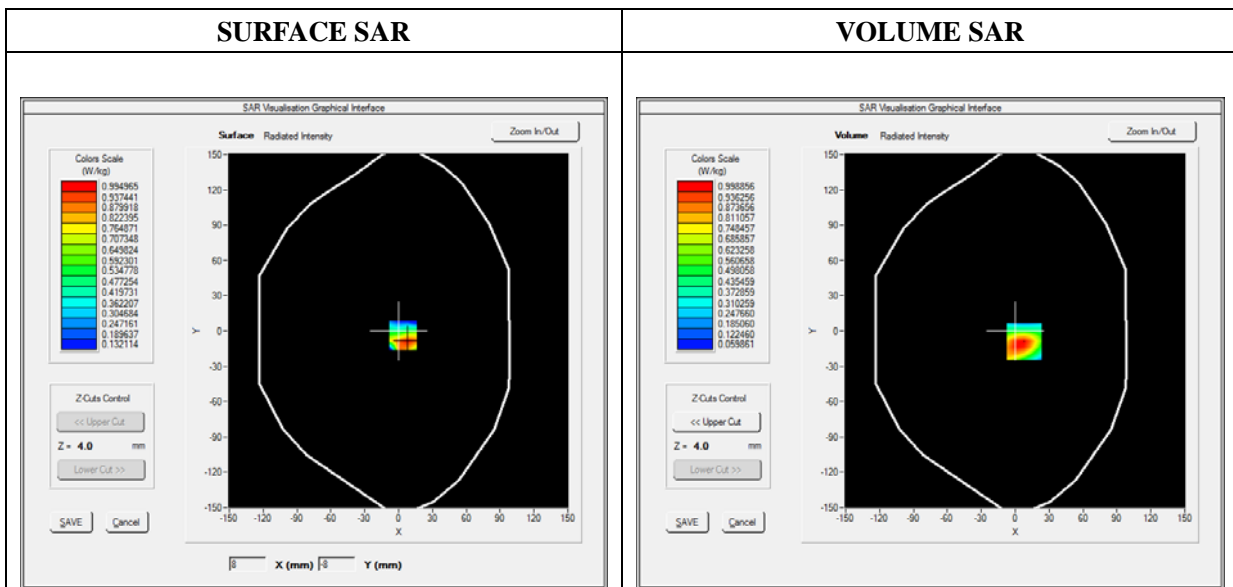 SURFACE SAR
VOLUME SAR
SAR Visualisation Graphical Interface
Surface Radiated Intensity
Zoom In/Out
Colors Scale
(W/kg)
0.994965
0.937441
0.879918
0.822395
0.764871
0.707348
0.649824
0.592301
0.534778
0.477254
0.419731
0.362207
0.304684
0.247161
0.189637
0.132114
Z-Cuts Control
<< Upper Cut
Z = 4.0 mm
Lower Cut >>
SAVE Cancel
150
120
90
60
30
0
-30
-60
-90
-120
-150
Y
-150 -120 -90 -60 -30 0 30 60 90 120 150
X
8 X (mm) -8 Y (mm)
SAR Visualisation Graphical Interface
Volume Radiated Intensity
Zoom In/Out
Colors Scale
(W/kg)
0.998856
0.936256
0.873656
0.811057
0.748457
0.685857
0.623258
0.560658
0.498058
0.435459
0.372859
0.310259
0.247660
0.185060
0.122460
0.059861
Z-Cuts Control
<< Upper Cut
Z = 4.0 mm
Lower Cut >>
SAVE Cancel
150
120
90
60
30
0
-30
-60
-90
-120
-150
Y
-150 -120 -90 -60 -30 0 30 60 90 120 150
X